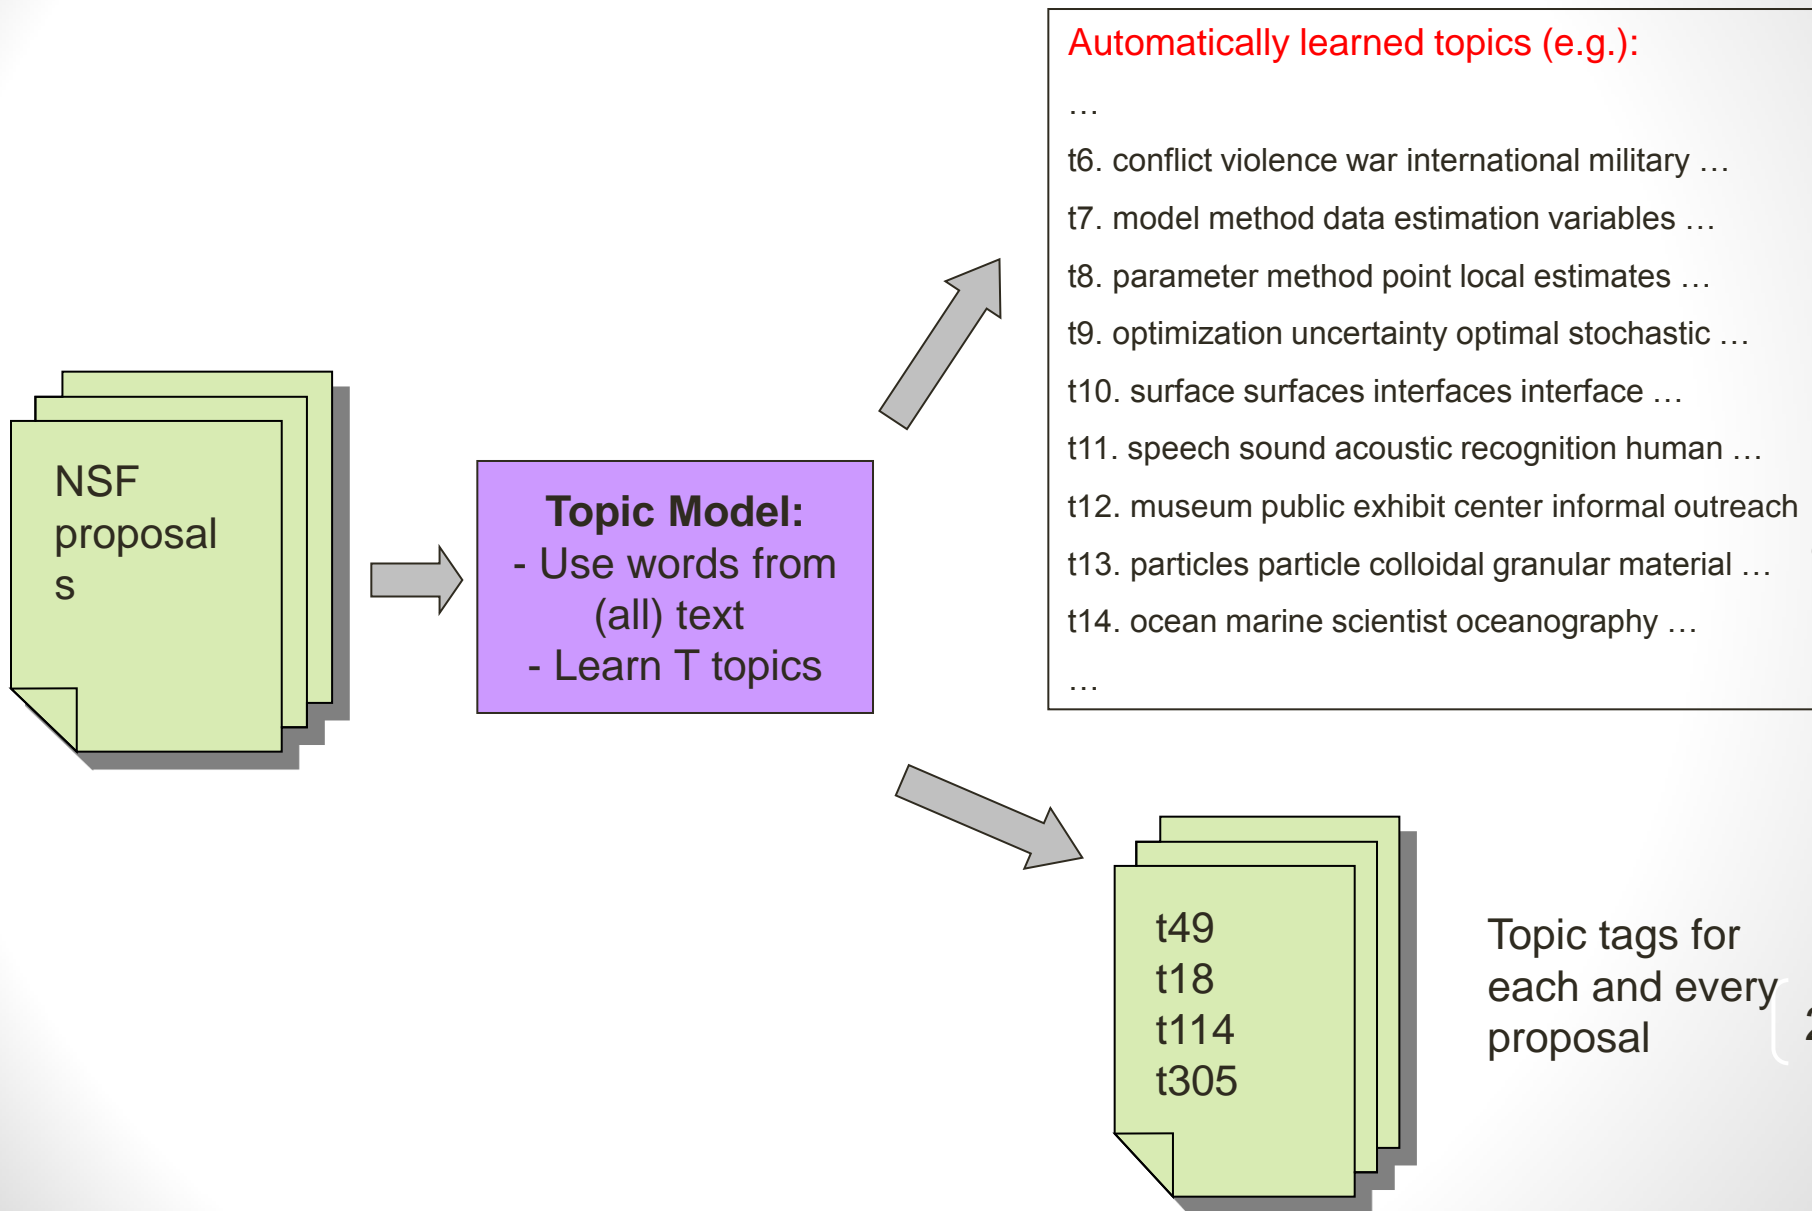 Automatically learned topics (e.g.):
…
t6. conflict violence war international military …
t7. model method data estimation variables …
t8. parameter method point local estimates …
t9. optimization uncertainty optimal stochastic …
t10. surface surfaces interfaces interface …
t11. speech sound acoustic recognition human …
t12. museum public exhibit center informal outreach
t13. particles particle colloidal granular material …
t14. ocean marine scientist oceanography …
…
NSF
proposal
s
Topic Model:
- Use words from
(all) text
- Learn T topics
t49
t18
t114
t305
Topic tags for
each and every
proposal